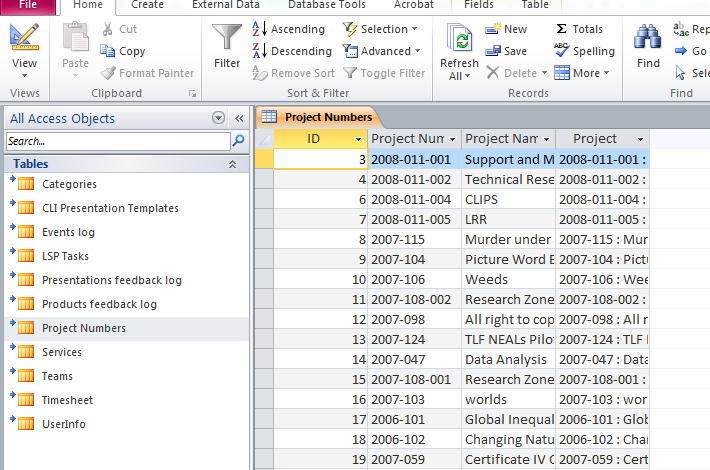 File Home Create External Data Database Tools Acrobat Fields Table
View
Views
Paste
Cut
Copy
Format Painter
Clipboard
Filter
Ascending
Descending
Remove Sort
Selection
Advanced
Toggle Filter
Sort & Filter
Refresh
All
New
Save
Delete
Totals
Spelling
More
Records
Find
Rep
Go
Sele
Find
All Access Objects
Search...
Tables
Categories
CLI Presentation Templates
Events log
LSP Tasks
Presentations feedback log
Products feedback log
Project Numbers
Services
Teams
Timesheet
UserInfo
Project Numbers
ID Project Num Project Nam Project
3 2008-011-001 Support and M 2008-011-001 :
4 2008-011-002 Technical Rese 2008-011-002 :
6 2008-011-004 CLIPS 2008-011-004 :
7 2008-011-005 LRR 2008-011-005 :
8 2007-115 Murder under 2007-115 : Mur
9 2007-104 Picture Word B 2007-104 : Pictu
10 2007-106 Weeds 2007-106 : Weed
11 2007-108-002 Research Zone 2007-108-002 :
12 2007-098 All right to cop 2007-098 : All r
13 2007-124 TLF NEALs Pilo 2007-124 : TLF N
14 2007-047 Data Analysis 2007-047 : Data
15 2007-108-001 Research Zone 2007-108-001 :
16 2007-103 worlds 2007-103 : wor
17 2006-101 Global Inequal 2006-101 : Glob
18 2006-102 Changing Natu 2006-102 : Chan
19 2007-059 Certificate IV C 2007-059 : Cert